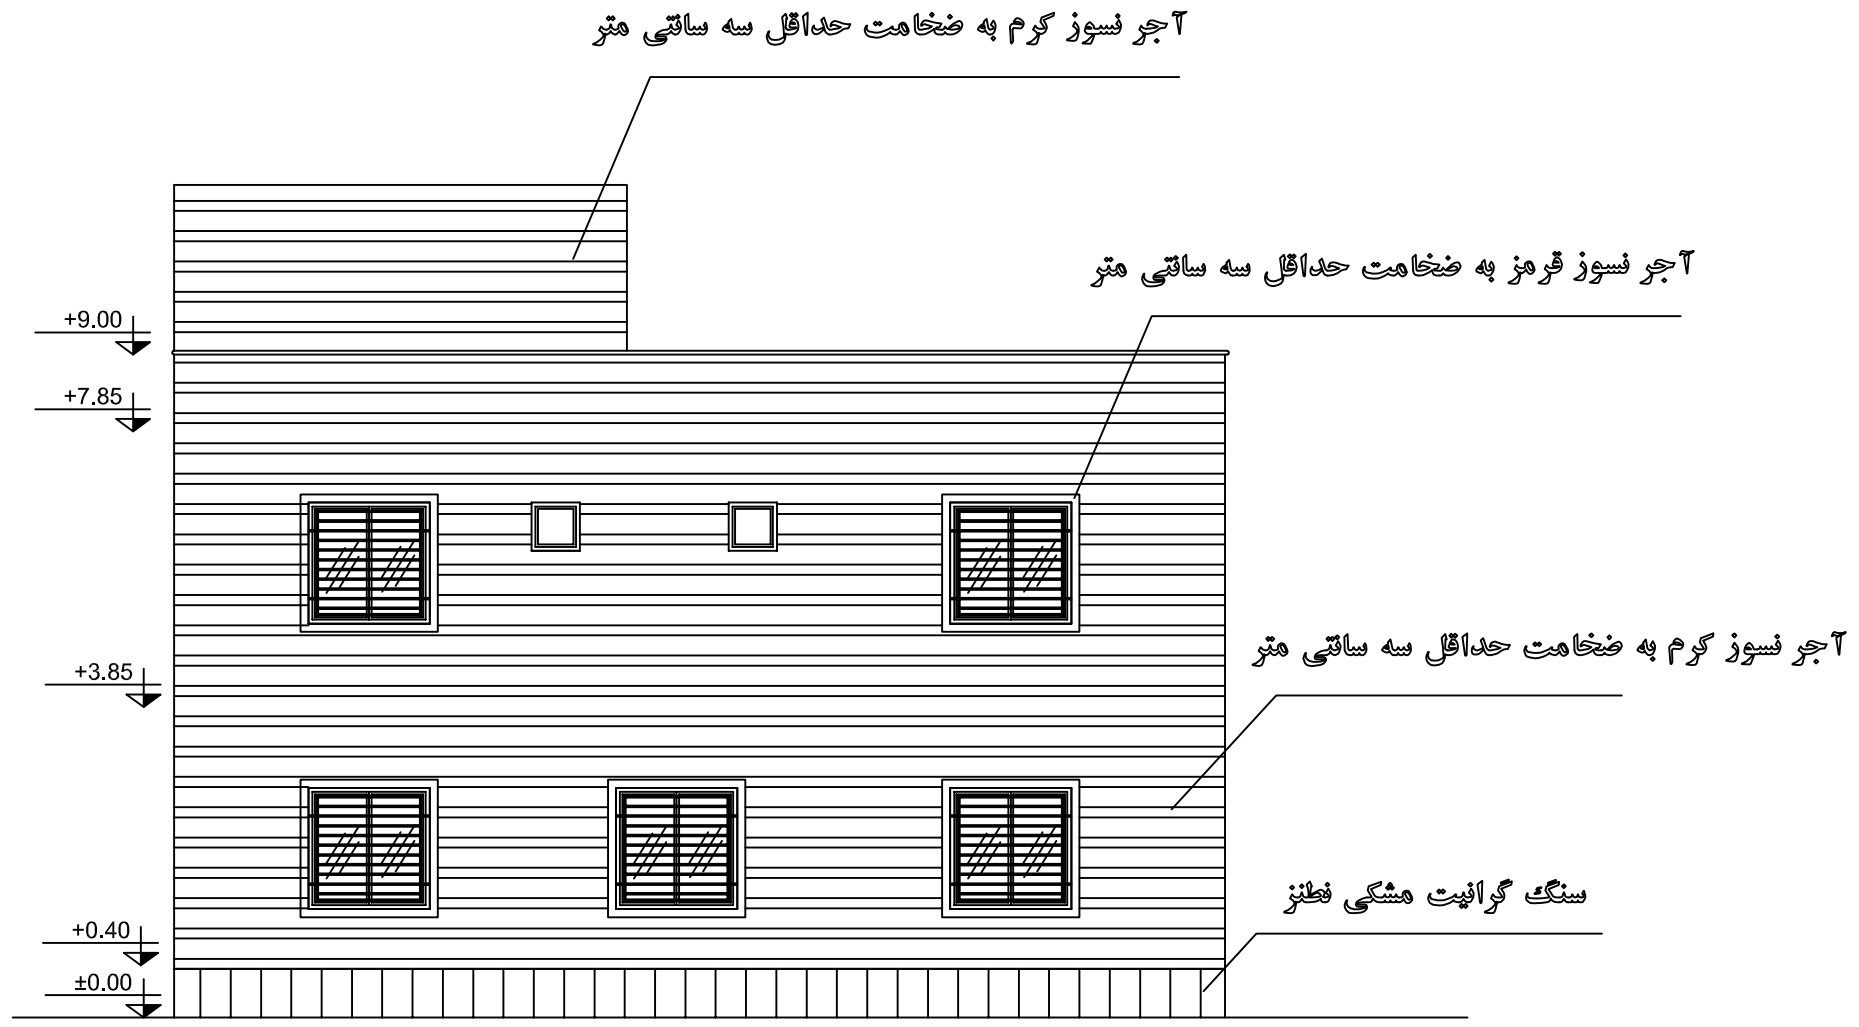 آجر نسوز کرم به ضخامت حداقل سه سانتی متر
آجر نسوز قرمز به ضخامت حداقل سه سانتی متر
+9.00
+7.85
آجر نسوز کرم به ضخامت حداقل سه سانتی متر
+3.85
سنگ گرانیت مشکی نطنز
+0.40
±0.00